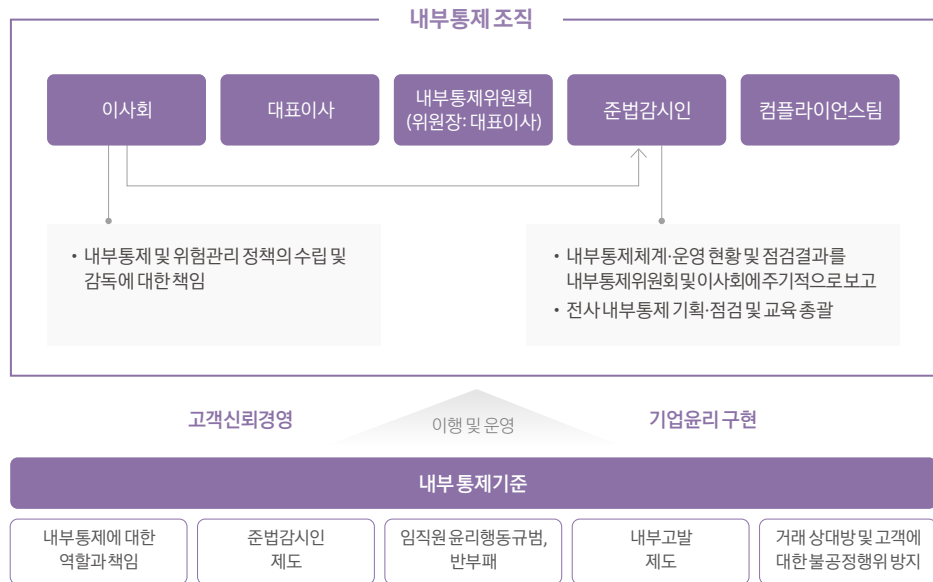 내부통제 조직
이사회
대표이사
내부통제위원회
(위원장: 대표이사)
준법감시인
컴플라이언스팀
• 내부통제 및 위험관리 정책의 수립 및
감독에 대한 책임
• 내부통제체계·운영 현황 및 점검결과를
내부통제위원회 및 이사회에 주기적으로 보고
• 전사 내부통제 기획·점검 및 교육 총괄
고객신뢰경영
이행 및 운영
기업윤리 구현
내부 통제기준
내부통제에 대한
역할과 책임
준법감시인
제도
임직원 윤리행동규범,
반부패
내부고발
제도
거래 상대방 및 고객에
대한 불공정행위 방지